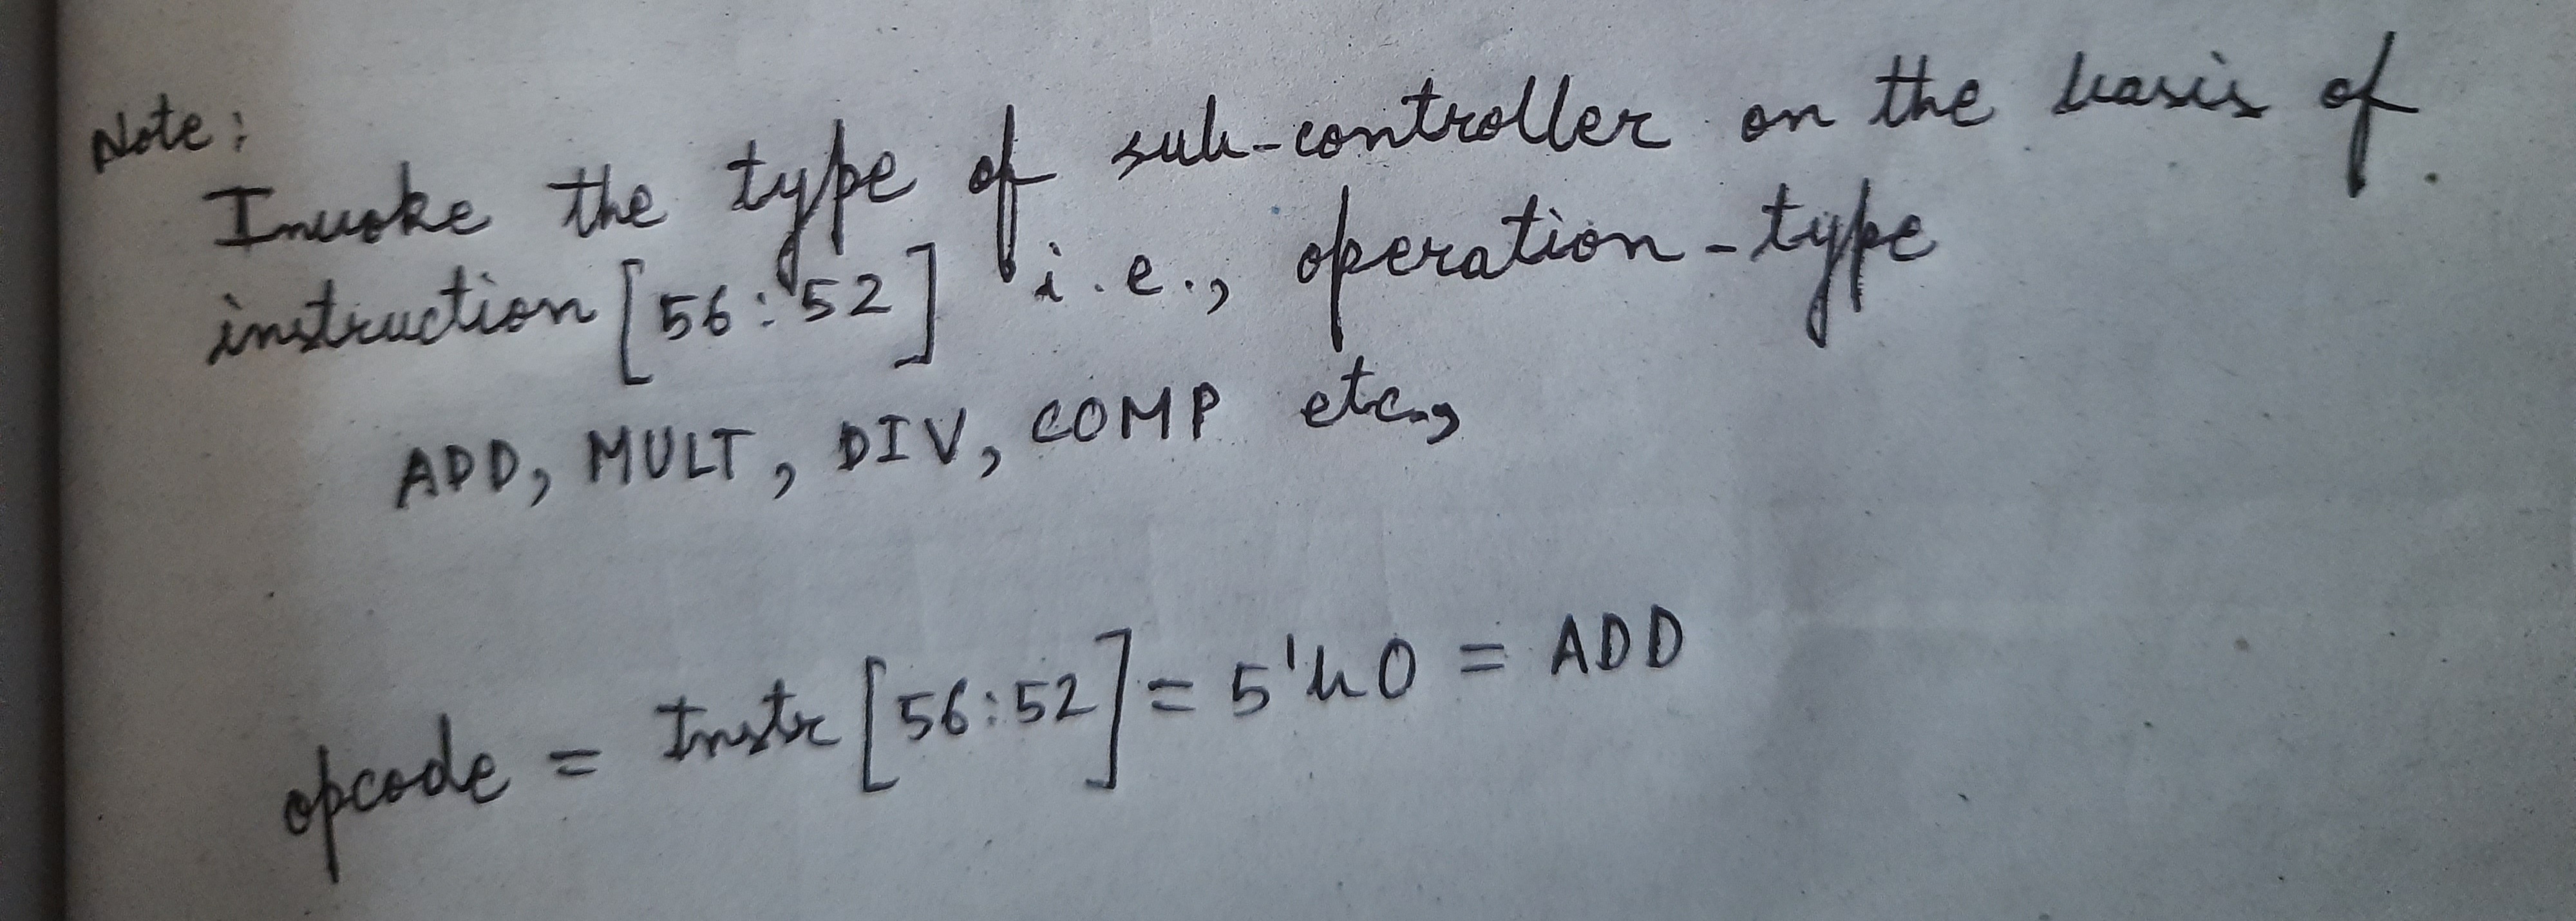 Note:
Invoke the type of sub-controller on the basis of
instruction [56:52] i.e., operation-type
ADD, MULT, DIV, COMP etc.,
opcode = Instr [56:52] = 5'h0 = ADD